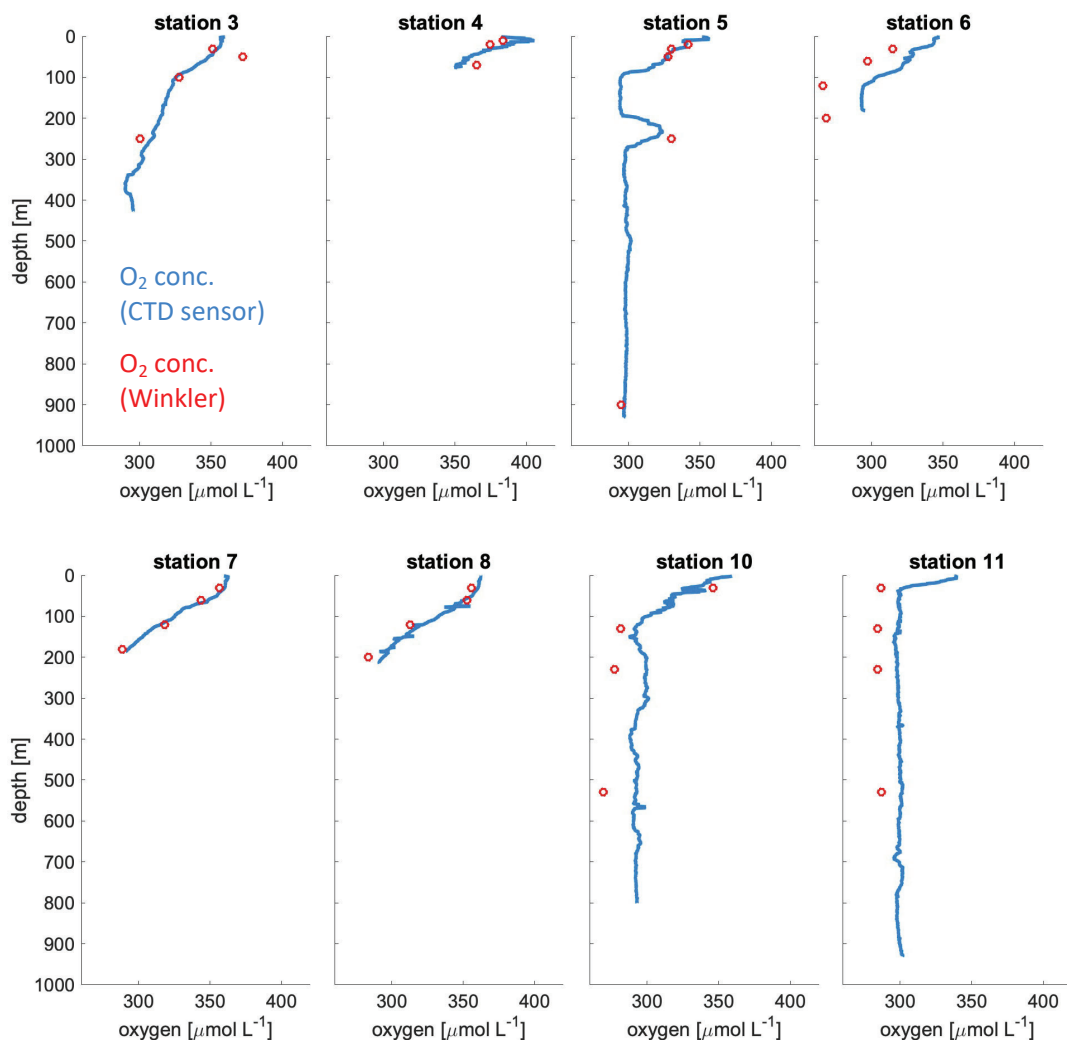 station 3
station 4
station 5
station 6
0
100
200
300
400
500
600
700
800
900
1000
depth [m]
O₂ conc.
(CTD sensor)
O₂ conc.
(Winkler)
300 350 400
300 350 400
300 350 400
300 350 400
oxygen [μmol L⁻¹]
oxygen [μmol L⁻¹]
oxygen [μmol L⁻¹]
oxygen [μmol L⁻¹]
station 7
station 8
station 10
station 11
0
100
200
300
400
500
600
700
800
900
1000
depth [m]
300 350 400
300 350 400
300 350 400
300 350 400
oxygen [μmol L⁻¹]
oxygen [μmol L⁻¹]
oxygen [μmol L⁻¹]
oxygen [μmol L⁻¹]